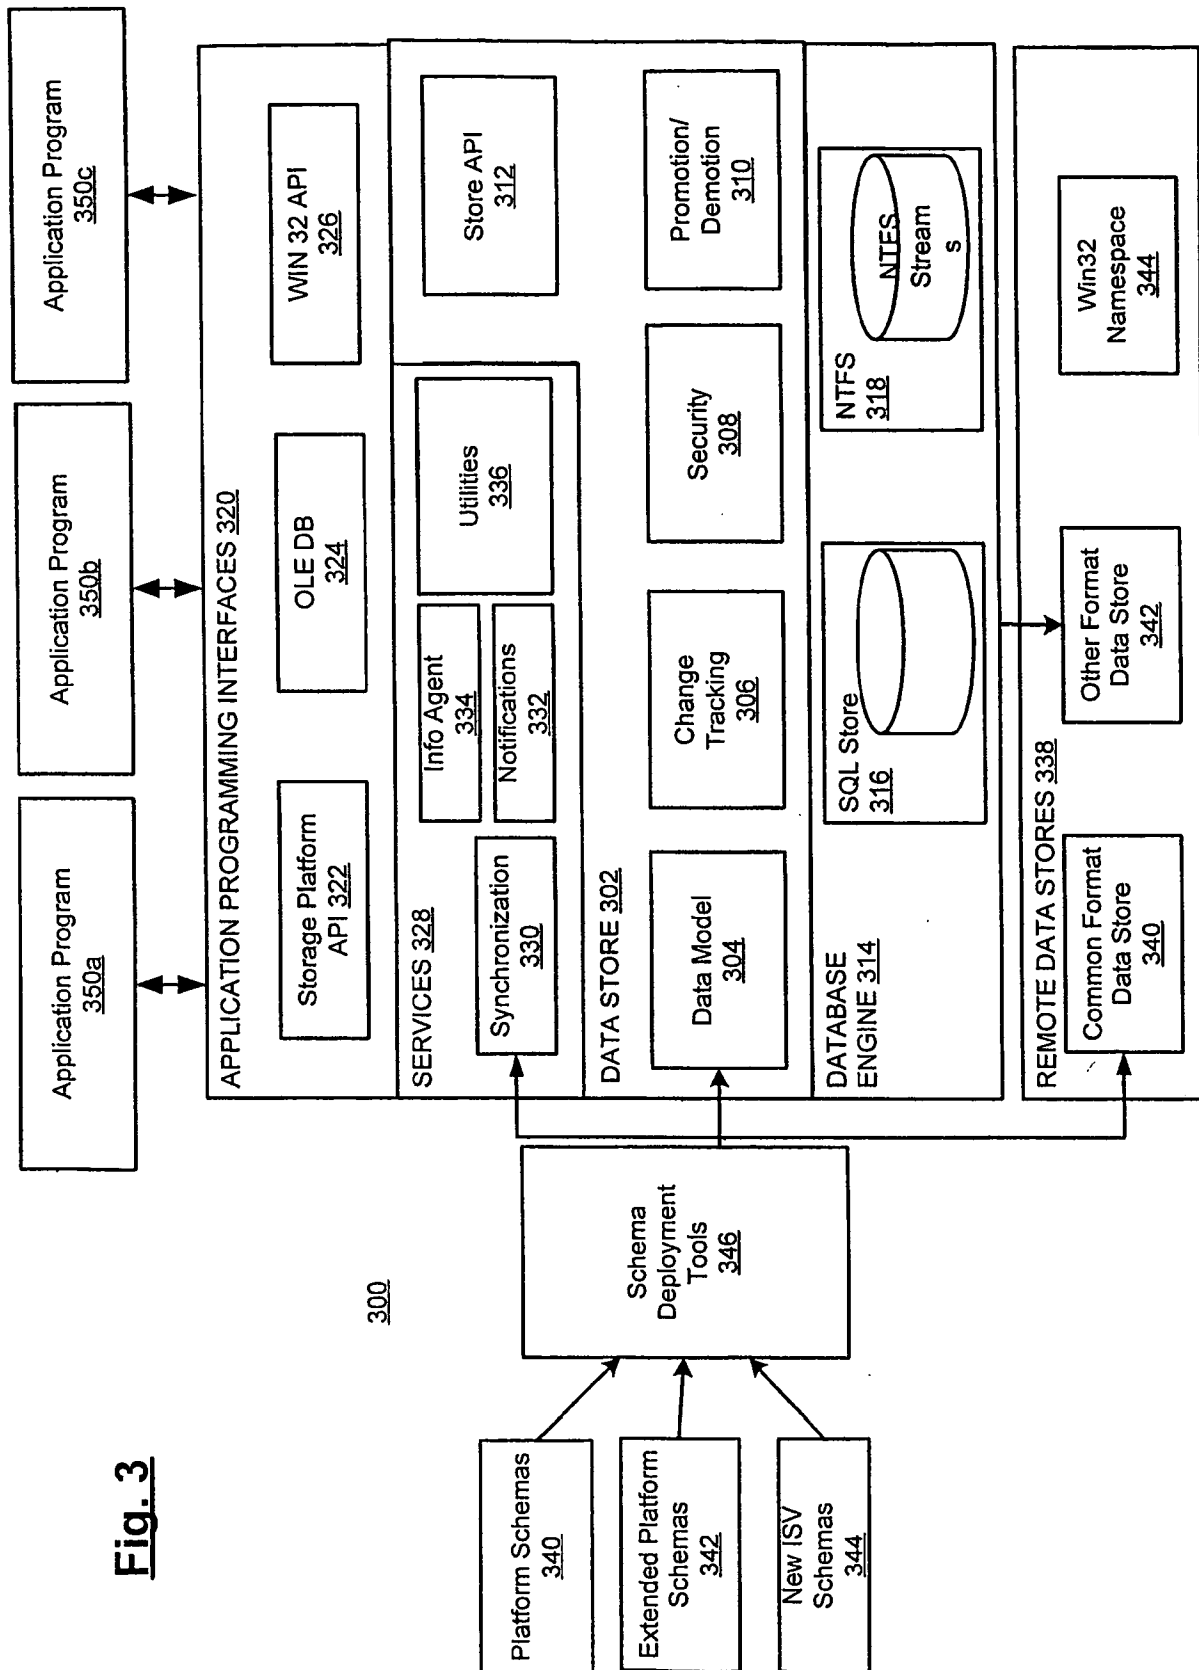 Fig. 3
300
Application Program
350a
Application Program
350b
Application Program
350c
APPLICATION PROGRAMMING INTERFACES 320
Storage Platform
API 322
OLE DB
324
WIN 32 API
326
SERVICES 328
Synchronization
330
Info Agent
334
Notifications
332
Utilities
336
Store API
312
DATA STORE 302
Data Model
304
Change
Tracking
306
Security
308
Promotion/
Demotion
310
DATABASE
ENGINE 314
SQL Store
316
NTFS
318
NTFS
Stream
s
REMOTE DATA STORES 338
Common Format
Data Store
340
Other Format
Data Store
342
Win32
Namespace
344
Schema
Deployment
Tools
346
Platform Schemas
340
Extended Platform
Schemas
342
New ISV
Schemas
344